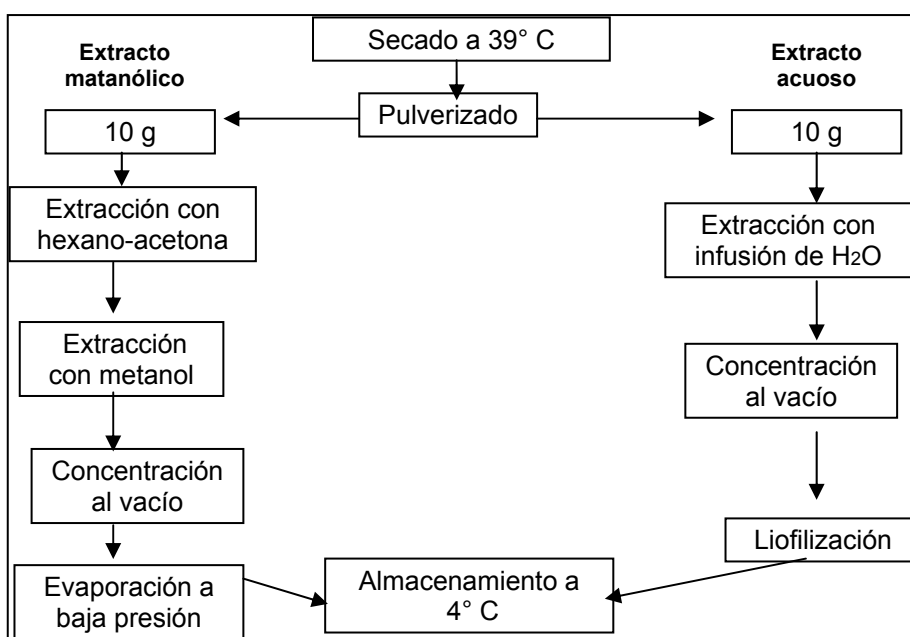 Secado a 39° C
Extracto
matanólico
Extracto
acuoso
Pulverizado
10 g
10 g
Extracción con
hexano-acetona
Extracción con
infusión de H2O
Extracción
con metanol
Concentración
al vacío
Concentración
al vacío
Liofilización
Evaporación a
baja presión
Almacenamiento a
4° C